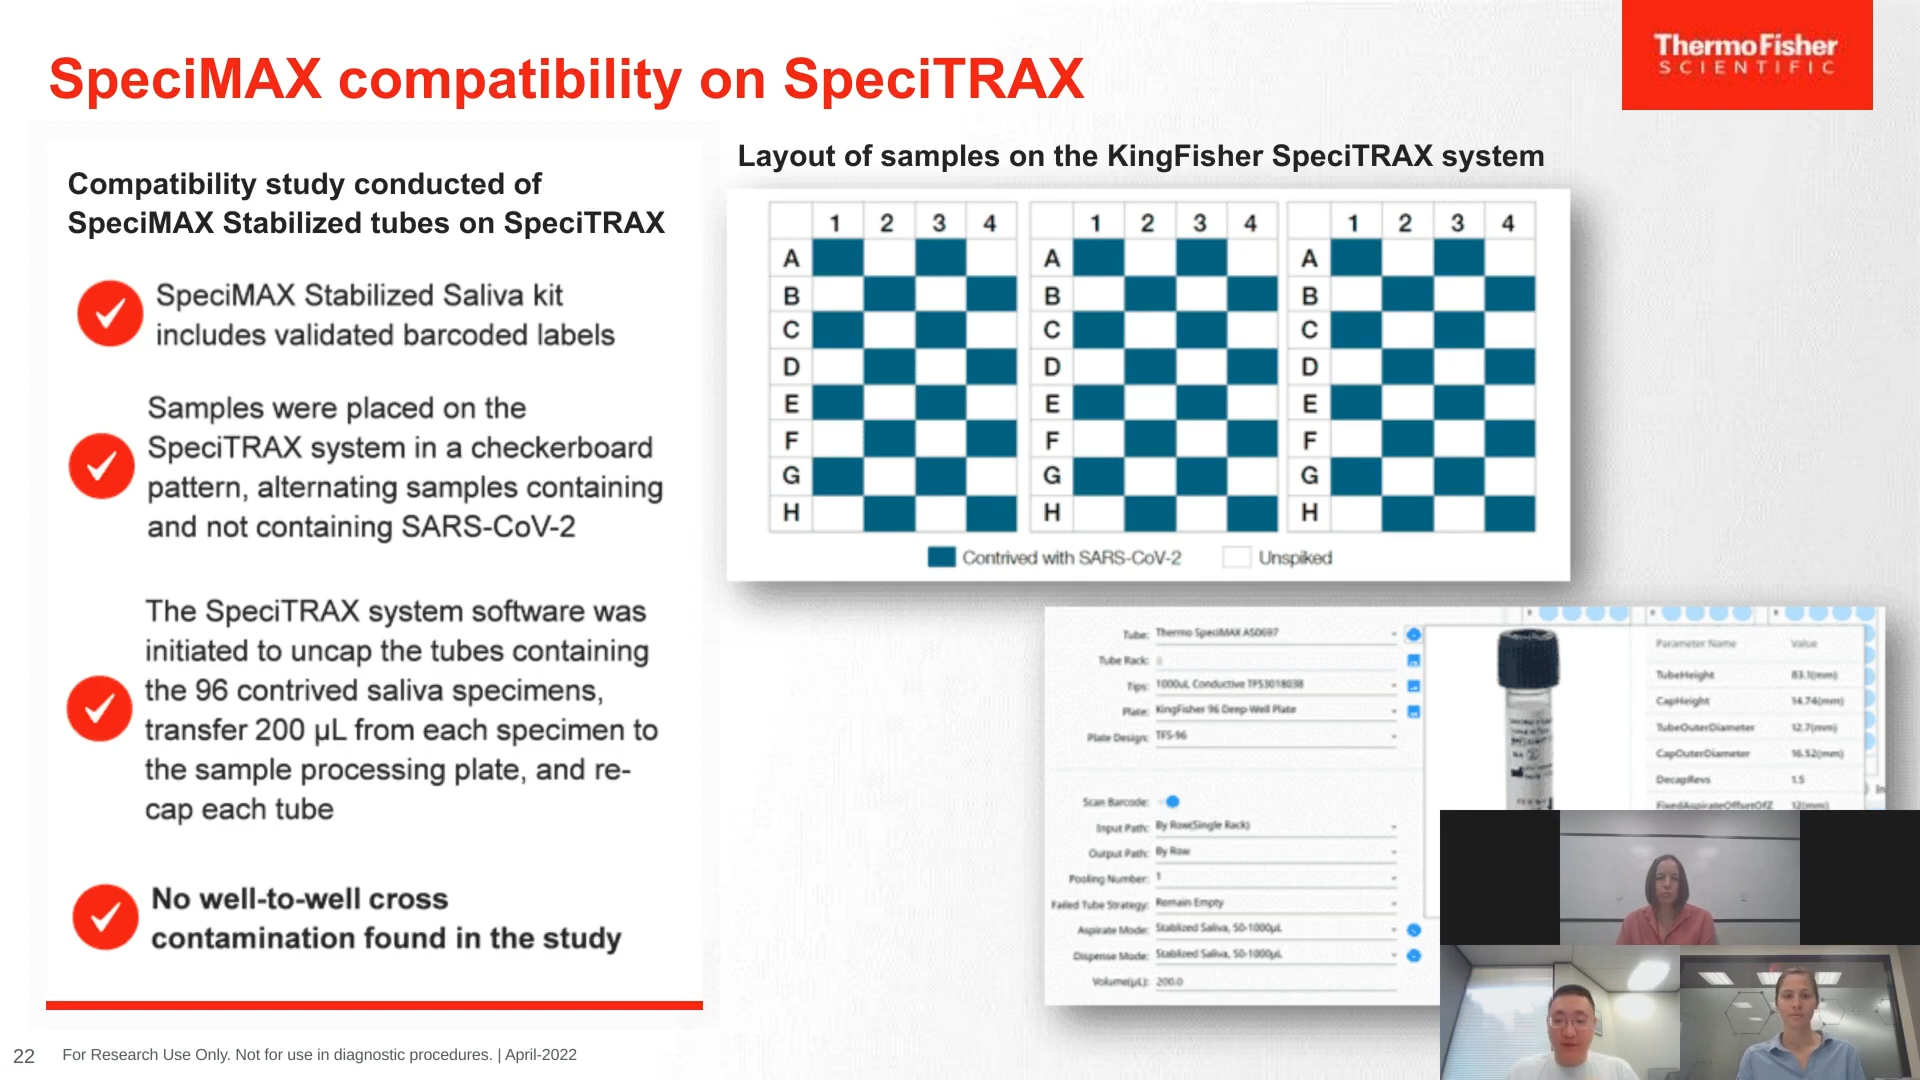 SpeciMAX compatibility on SpeciTRAX
ThermoFisher
SCIENTIFIC
Compatibility study conducted of
SpeciMAX Stabilized tubes on SpeciTRAX
SpeciMAX Stabilized Saliva kit
includes validated barcoded labels
Samples were placed on the
SpeciTRAX system in a checkerboard
pattern, alternating samples containing
and not containing SARS-CoV-2
The SpeciTRAX system software was
initiated to uncap the tubes containing
the 96 contrived saliva specimens,
transfer 200 µL from each specimen to
the sample processing plate, and re-
cap each tube
No well-to-well cross
contamination found in the study
Layout of samples on the KingFisher SpeciTRAX system
1 2 3 4 1 2 3 4 1 2 3 4
A A A
B B B
C C C
D D D
E E E
F F F
G G G
H H H
Contrived with SARS-CoV-2 Unspiked
Tube: Thermo SpeciMAX A50697
Tube Rack:
Tips: 1000uL Conductive TFS3018038
Plate: KingFisher 96 Deep-Well Plate
Plate Design: TFS-96
Scan Barcode:
Input Path: By Row(Single Rack)
Output Path: By Row
Pooling Number: 1
Failed Tube Strategy: Remain Empty
Aspirate Mode: Stablized Saliva, 50-1000µL
Dispense Mode: Stablized Saliva, 50-1000µL
Volume(µL): 200.0
Parameter Name Value
TubeHeight 83.1(mm)
CapHeight 14.74(mm)
TubeOuterDiameter 12.7(mm)
CapOuterDiameter 16.52(mm)
DecapRevs 1.5
FixedAspirateOffsetOfZ 12(mm)
22 For Research Use Only. Not for use in diagnostic procedures. | April-2022